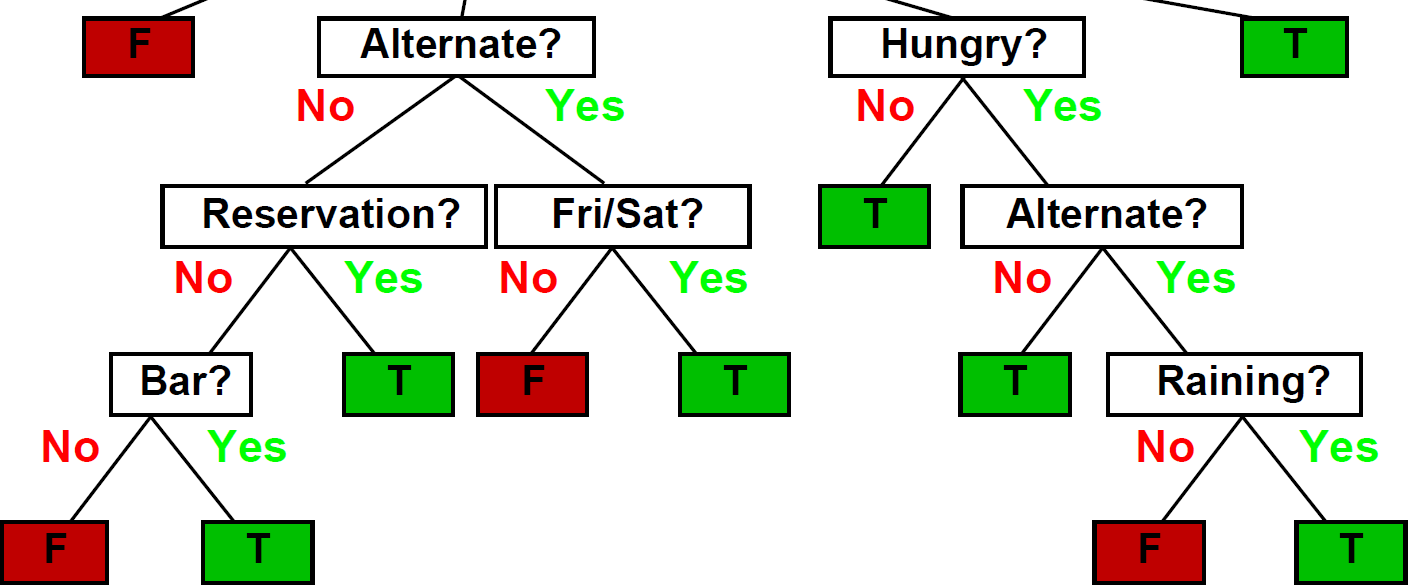 F Alternate? Hungry? T
No Yes No Yes
Reservation? Fri/Sat? T Alternate?
No Yes No Yes No Yes
Bar? T F T T Raining?
No Yes No Yes
F T F T